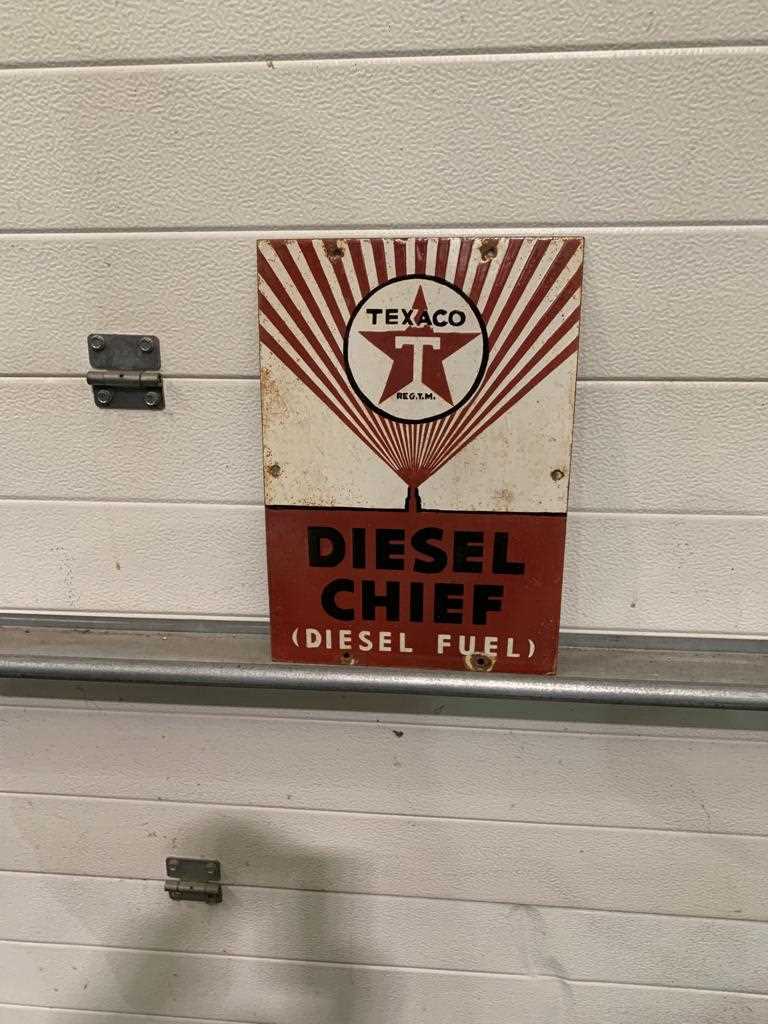 TEXACO
T
REG.T.M.
DIESEL
CHIEF
(DIESEL FUEL)